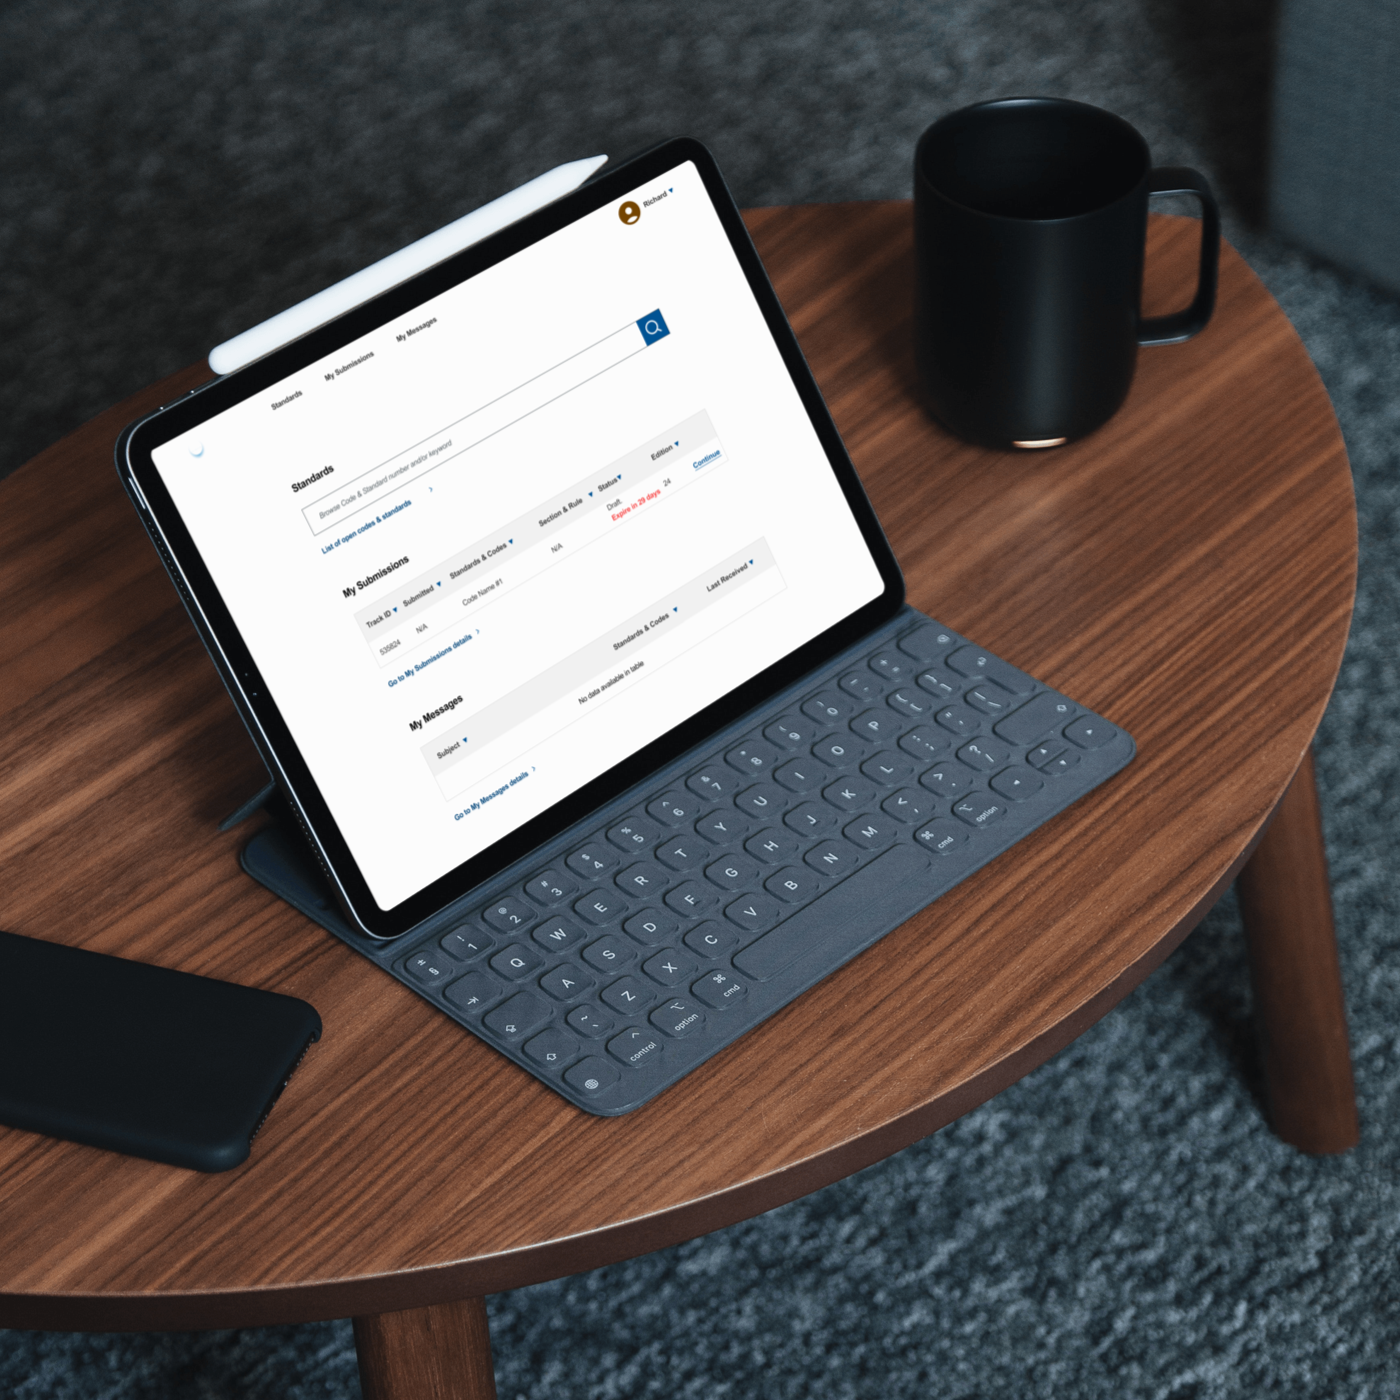 Richard
Standards My Submissions My Messages
Standards
Browse Code & Standard number and/or keyword
List of open codes & standards
My Submissions
Track ID Submitted Standards & Codes Section & Rule Status Edition
535824 N/A Code Name #1 N/A Draft. 24 Continue
Expire in 29 days
Go to My Submissions details
My Messages
Subject Standards & Codes Last Received
No data available in table
Go to My Messages details
± § ! 1 @ 2 # 3 $ 4 % 5 ^ 6 & 7 * 8 ( 9 ) 0 _ - + =
Q W E R T Y U I O P { [ } ]
A S D F G H J K L : ; " ' | \
~ ` Z X C V B N M < , > . ? /
control option cmd cmd option